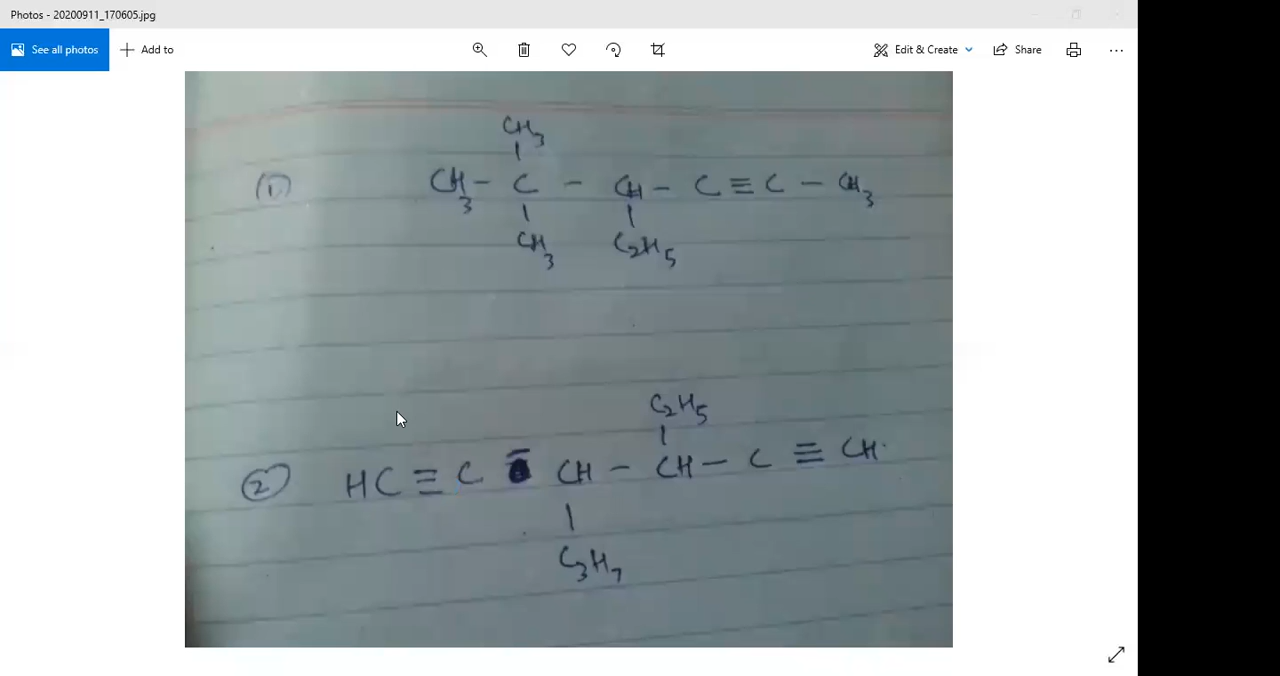 Photos - 20200911_170605.jpg
See all photos
Add to
Edit & Create
Share
CH3
(1) CH3 - C - CH - C ≡ C - CH3
CH3 C2H5
C2H5
(2) HC ≡ C - CH - CH - C ≡ CH
C3H7